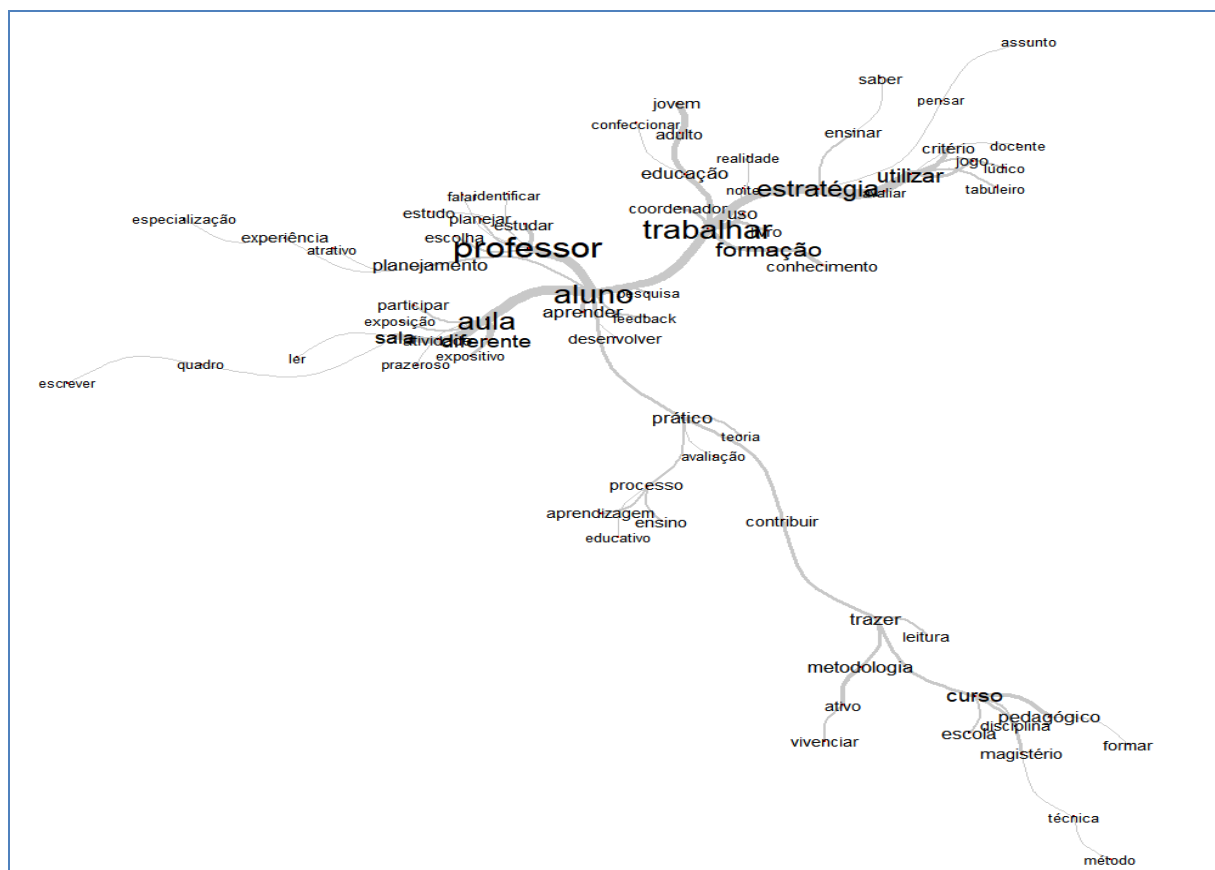 assunto
saber
pensar
jovem
confeccionar
adulto
ensinar
critério
docente
realidade
jogo
lúdico
educação
utilizar
noite
estratégia
avaliar
tabuleiro
falar
identificar
coordenador
uso
estudo
planejar
estudar
especialização
trabalhar
livro
experiência
escolha
professor
formação
atrativo
planejamento
conhecimento
aluno
pesquisa
participar
aprender
feedback
exposição
aula
sala
atividade
diferente
desenvolver
expositivo
ler
quadro
prazeroso
escrever
prático
teoria
avaliação
processo
aprendizagem
ensino
contribuir
educativo
trazer
leitura
metodologia
curso
ativo
pedagógico
disciplina
escola
vivenciar
magistério
formar
técnica
método